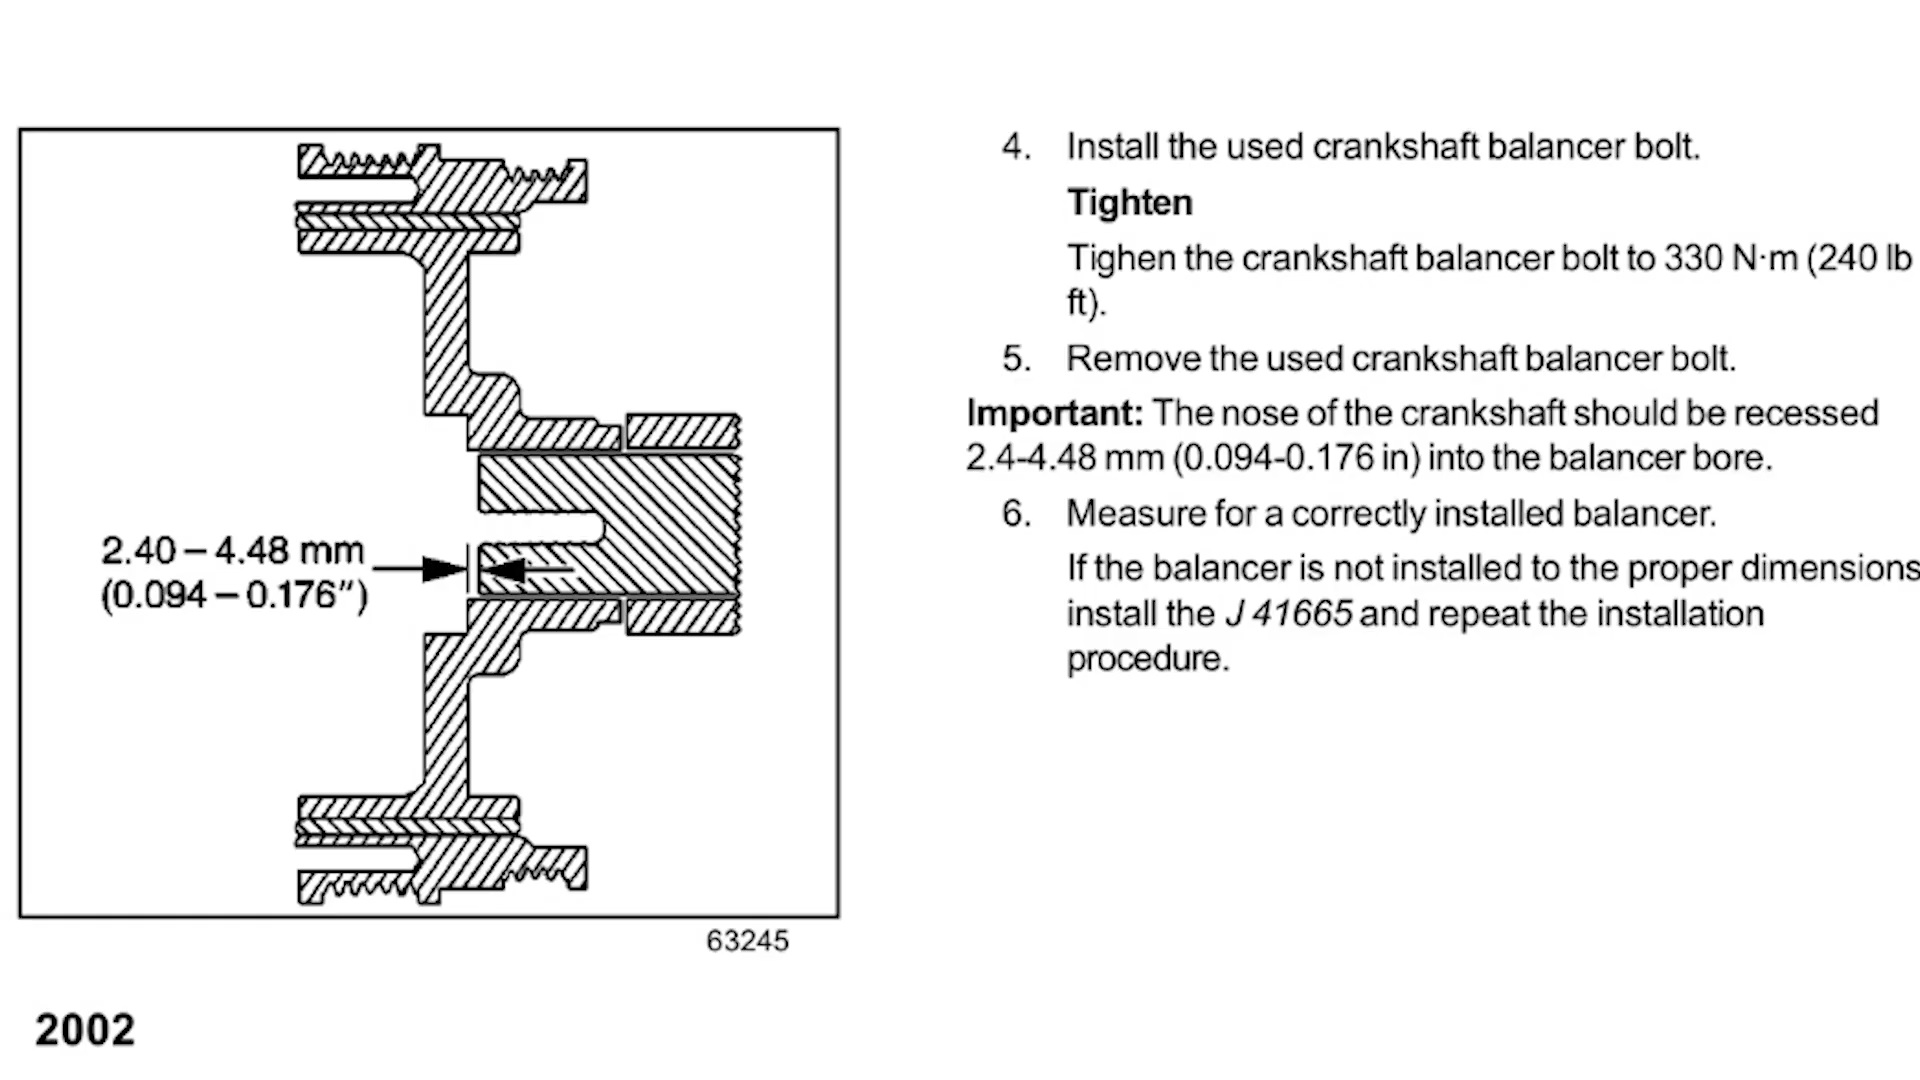 4. Install the used crankshaft balancer bolt.
Tighten
Tighen the crankshaft balancer bolt to 330 N·m (240 lb
ft).
5. Remove the used crankshaft balancer bolt.
Important: The nose of the crankshaft should be recessed
2.4-4.48 mm (0.094-0.176 in) into the balancer bore.
6. Measure for a correctly installed balancer.
If the balancer is not installed to the proper dimensions
install the J 41665 and repeat the installation
procedure.
2.40 – 4.48 mm
(0.094 – 0.176")
63245
2002